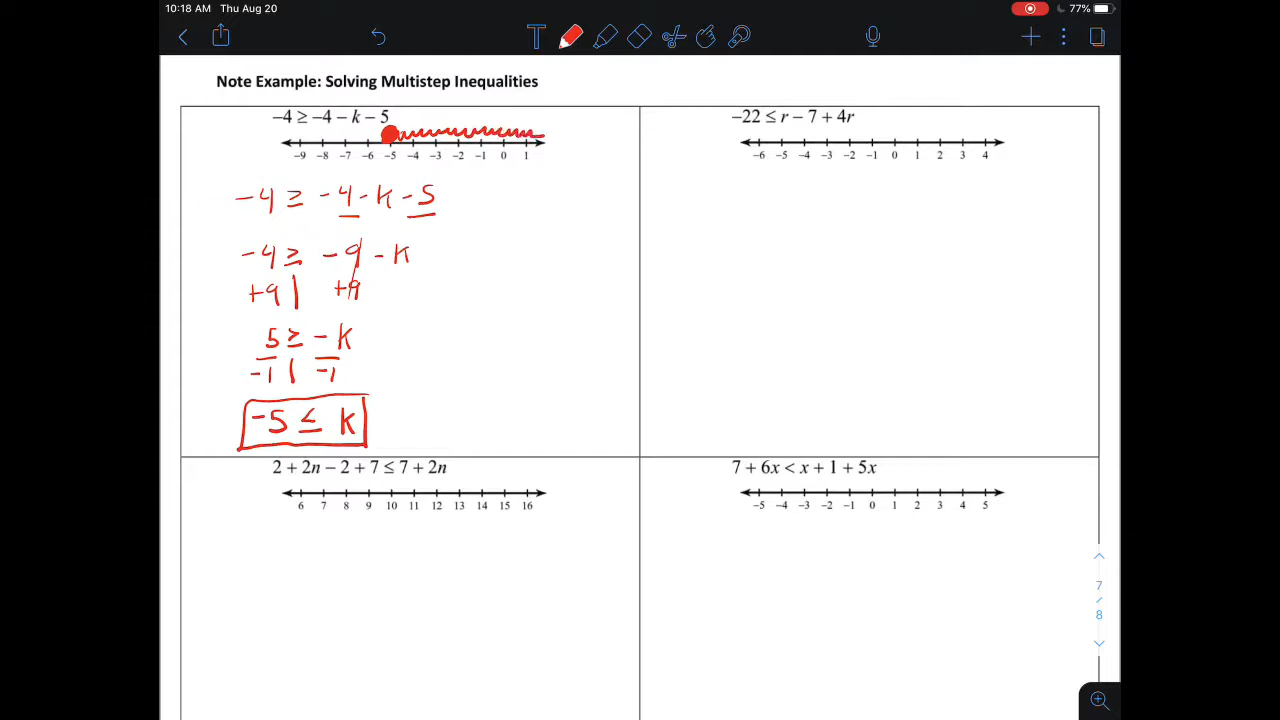 10:18 AM Thu Aug 20
77%
T
Note Example: Solving Multistep Inequalities
−4 ≥ −4 − k − 5
−9 −8 −7 −6 −5 −4 −3 −2 −1 0 1
-4 ≥ -4 - k - 5
-4 ≥ -9 - k
+9 | +9
5 ≥ - k
-1 | -1
-5 ≤ k
−22 ≤ r − 7 + 4r
−6 −5 −4 −3 −2 −1 0 1 2 3 4
2 + 2n − 2 + 7 ≤ 7 + 2n
6 7 8 9 10 11 12 13 14 15 16
7 + 6x < x + 1 + 5x
−5 −4 −3 −2 −1 0 1 2 3 4 5
7
/
8